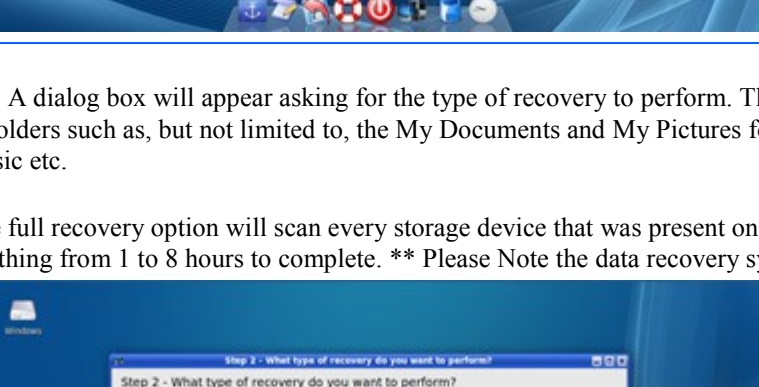 A dialog box will appear asking for the type of recovery to perform.
olders such as, but not limited to, the My Documents and My Pictures
sic etc.
full recovery option will scan every storage device that was present on
thing from 1 to 8 hours to complete. ** Please Note the data recovery
Windows
Step 2 - What type of recovery do you want to perform?
Step 2 - What type of recovery do you want to perform?